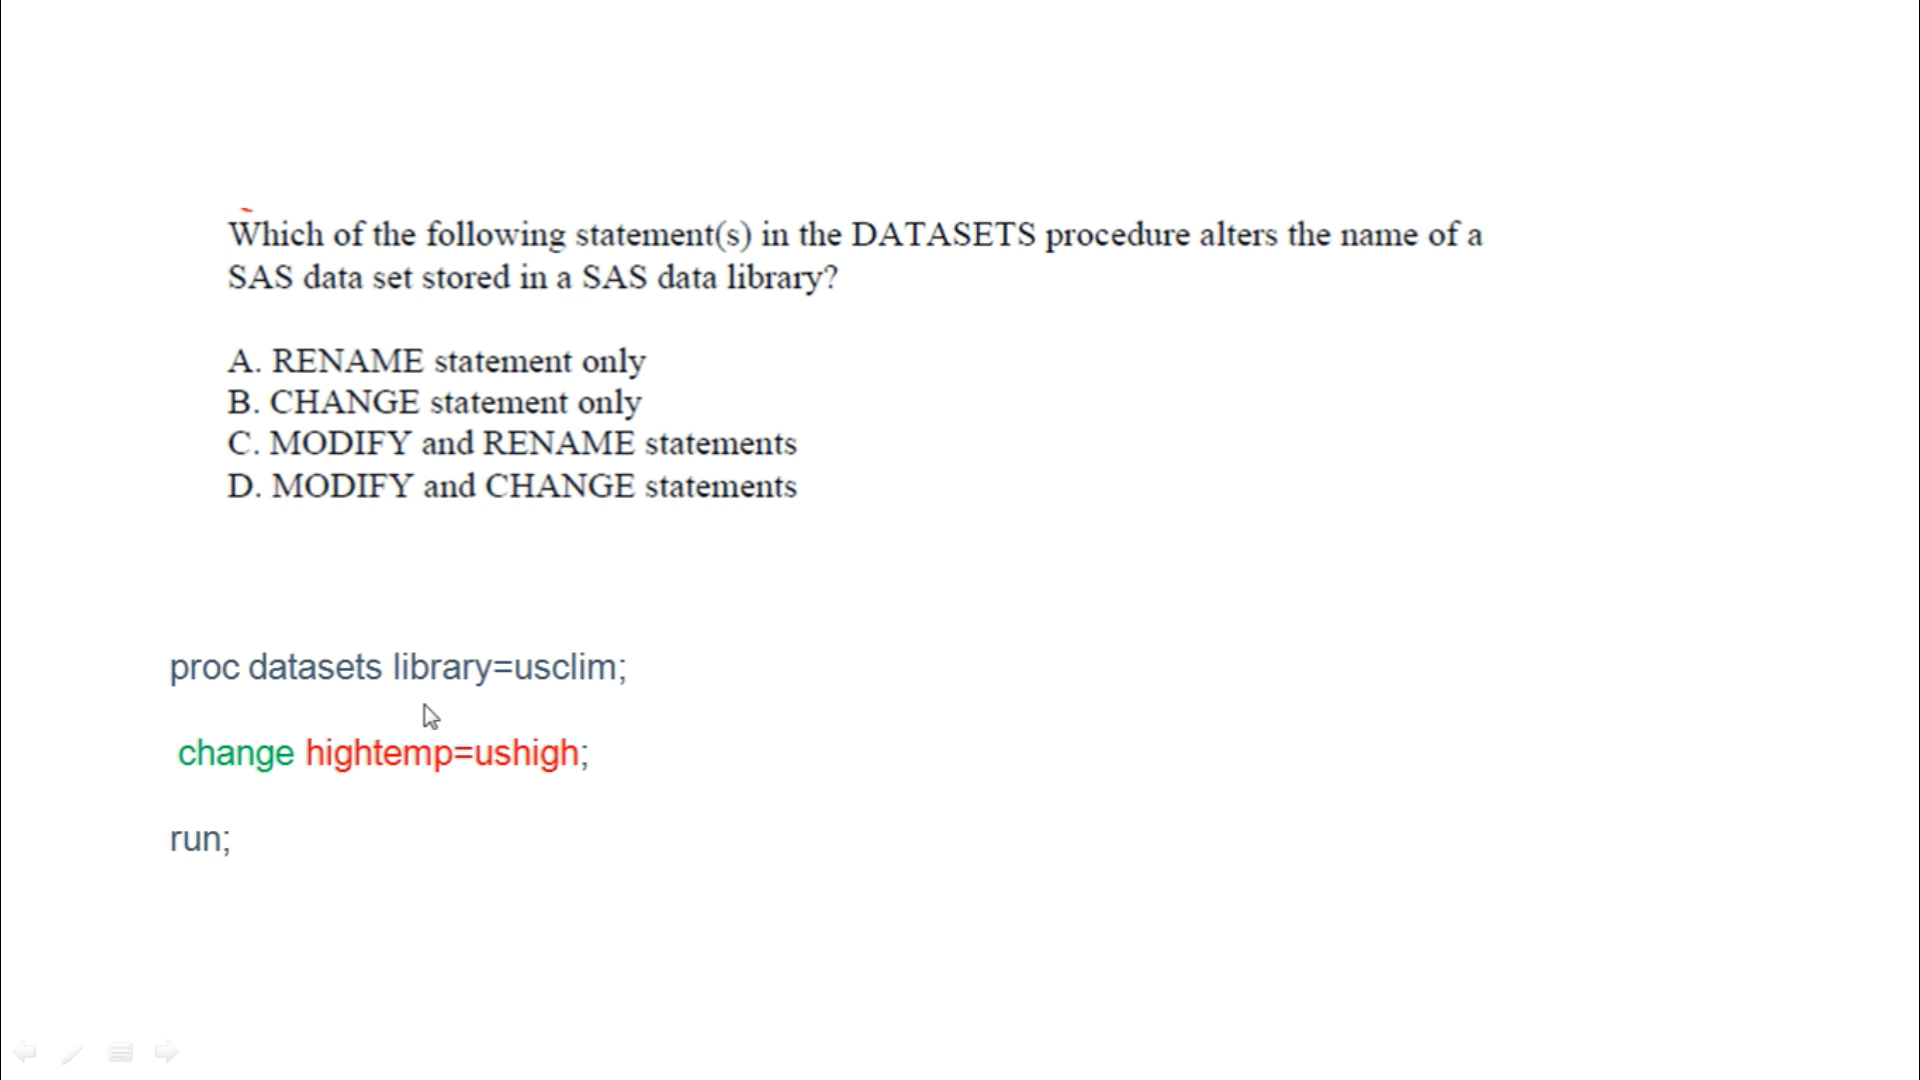 Which of the following statement(s) in the DATASETS procedure alters the name of a
SAS data set stored in a SAS data library?
A. RENAME statement only
B. CHANGE statement only
C. MODIFY and RENAME statements
D. MODIFY and CHANGE statements
proc datasets library=usclim;
change hightemp=ushigh;
run;